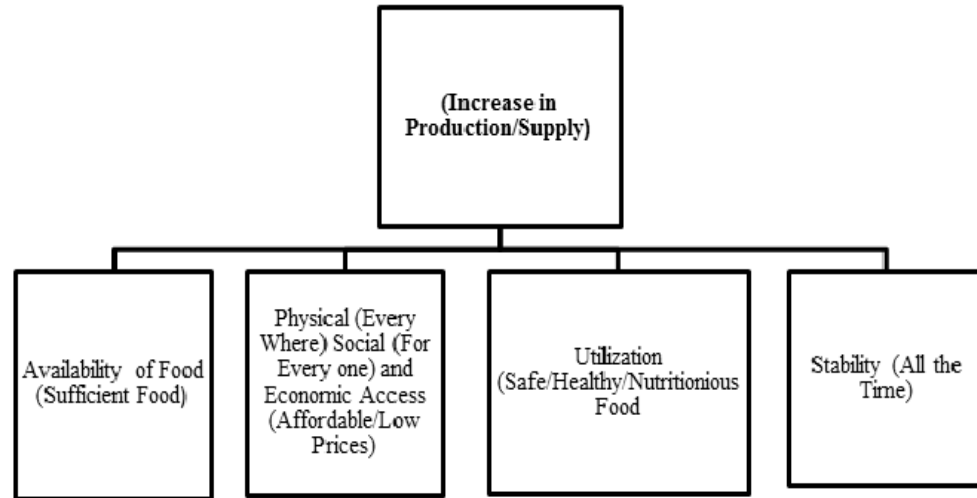 (Increase in
Production/Supply)
Availability of Food
(Sufficient Food)
Physical (Every
Where) Social (For
Every one) and
Economic Access
(Affordable/Low
Prices)
Utilization
(Safe/Healthy/Nutritionious
Food
Stability (All the
Time)